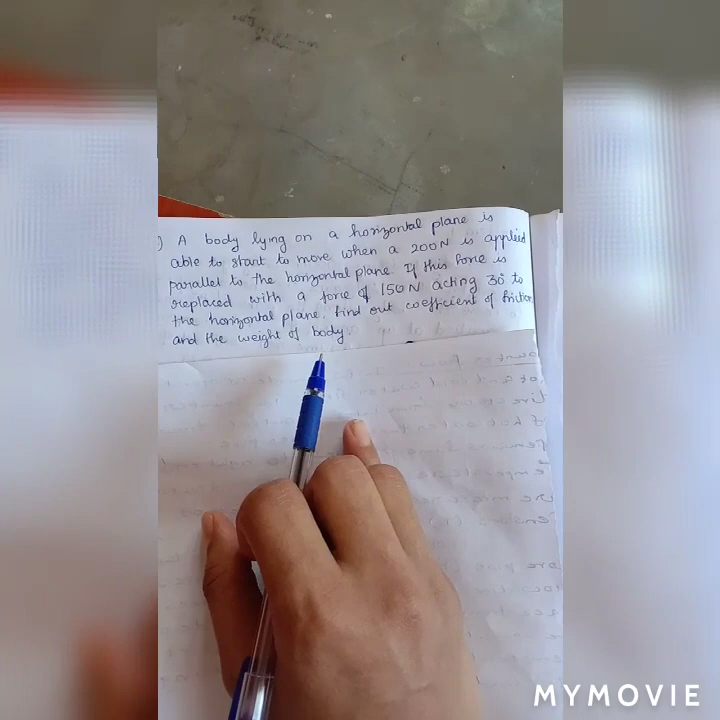 ) A body lying on a horizontal plane is
able to start to move when a 200N is applied
parallel to the horizontal plane. If this force is
replaced with a force of 150N acting 30° to
the horizontal plane. find out coefficient of friction
and the weight of body.
MYMOVIE